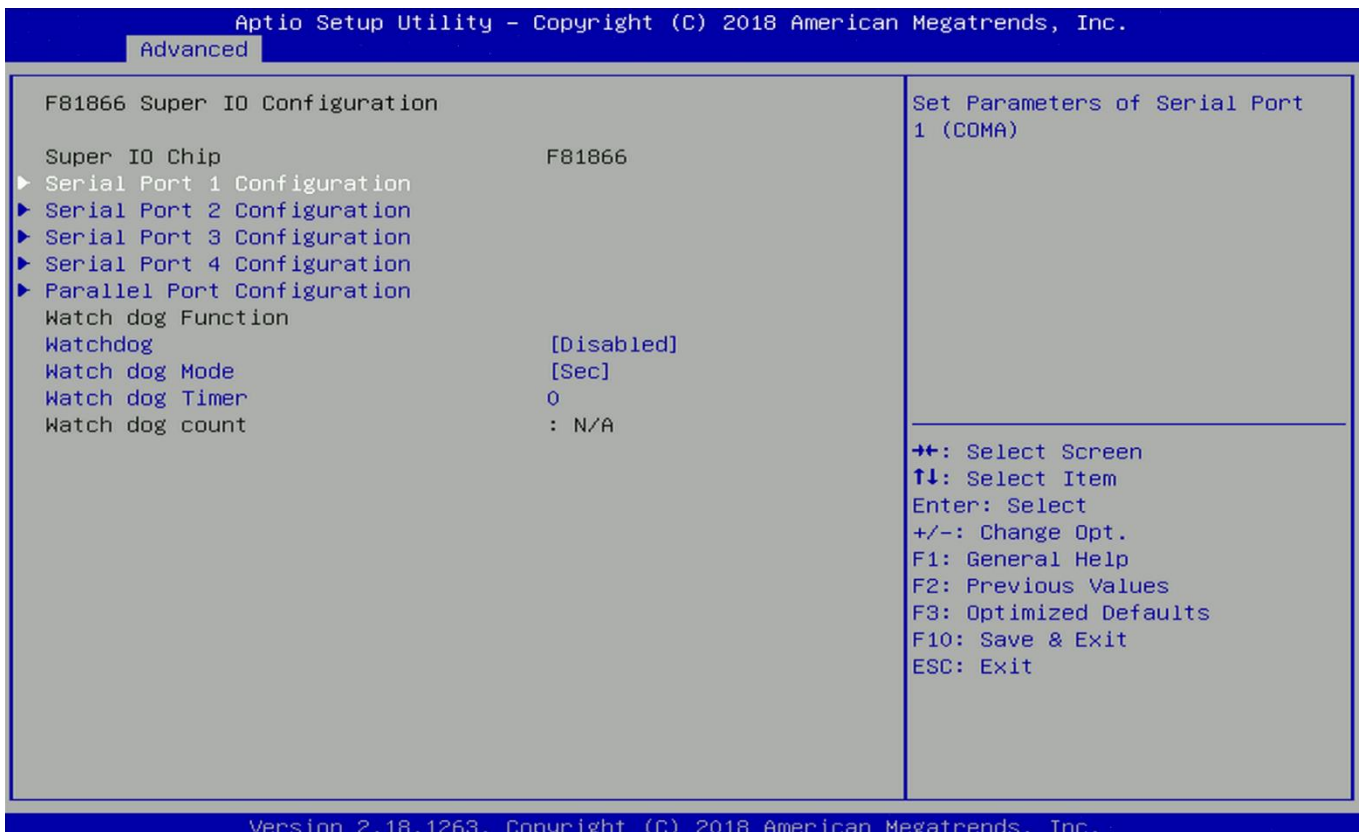 Aptio Setup Utility – Copyright (C) 2018 American Megatrends, Inc.
Advanced
F81866 Super IO Configuration
Super IO Chip F81866
▶ Serial Port 1 Configuration
▶ Serial Port 2 Configuration
▶ Serial Port 3 Configuration
▶ Serial Port 4 Configuration
▶ Parallel Port Configuration
Watch dog Function
Watchdog [Disabled]
Watch dog Mode [Sec]
Watch dog Timer 0
Watch dog count : N/A
Set Parameters of Serial Port
1 (COMA)
→←: Select Screen
↑↓: Select Item
Enter: Select
+/-: Change Opt.
F1: General Help
F2: Previous Values
F3: Optimized Defaults
F10: Save & Exit
ESC: Exit
Version 2.18.1263. Copyright (C) 2018 American Megatrends, Inc.